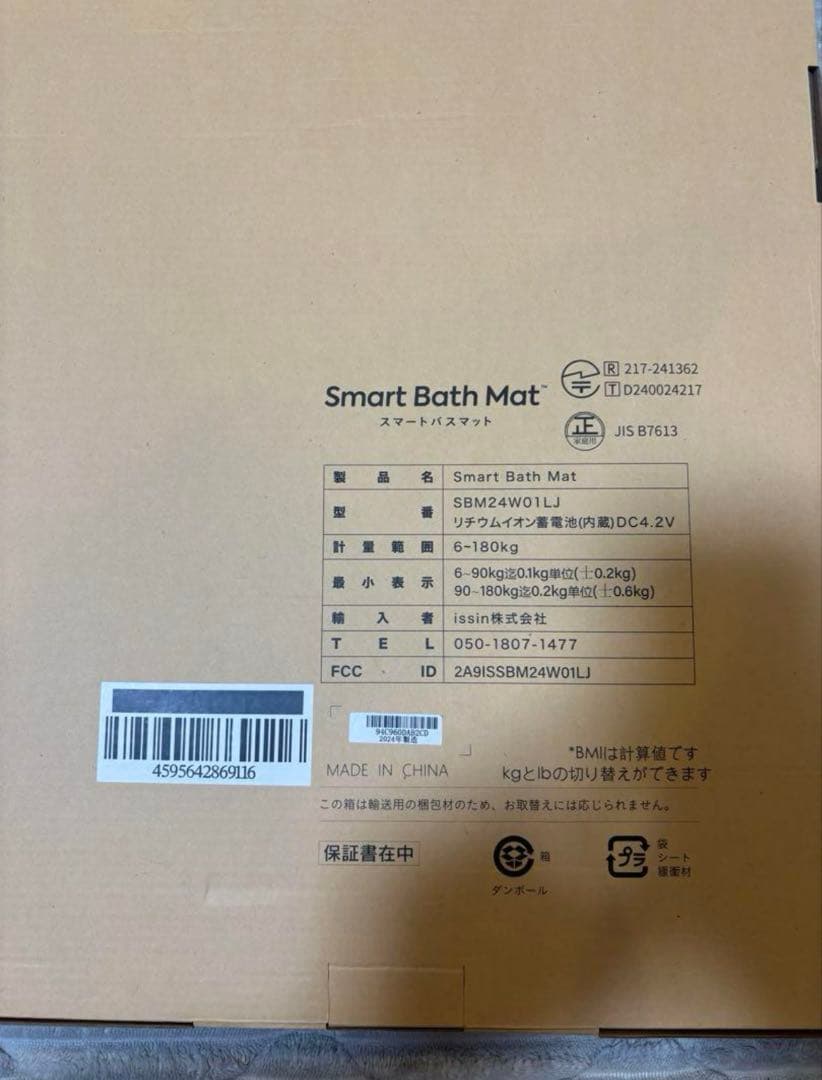 Smart Bath Mat™
スマートバスマット
R 217-241362
T D240024217
正
家庭用
JIS B7613
製品名 Smart Bath Mat
型番 SBM24W01LJ
リチウムイオン蓄電池(内蔵)DC4.2V
計量範囲 6-180kg
最小表示 6~90kg迄0.1kg単位(±0.2kg)
90~180kg迄0.2kg単位(±0.6kg)
輸入者 issin株式会社
TEL 050-1807-1477
FCC ID 2A9ISSBM24W01LJ
4595642869116
94C960DAB2CD
2024年製造
MADE IN CHINA
*BMIは計算値です
kgとlbの切り替えができます
この箱は輸送用の梱包材のため、お取替えには応じられません。
保証書在中
箱
ダンボール
プラ
袋
シート
緩衝材